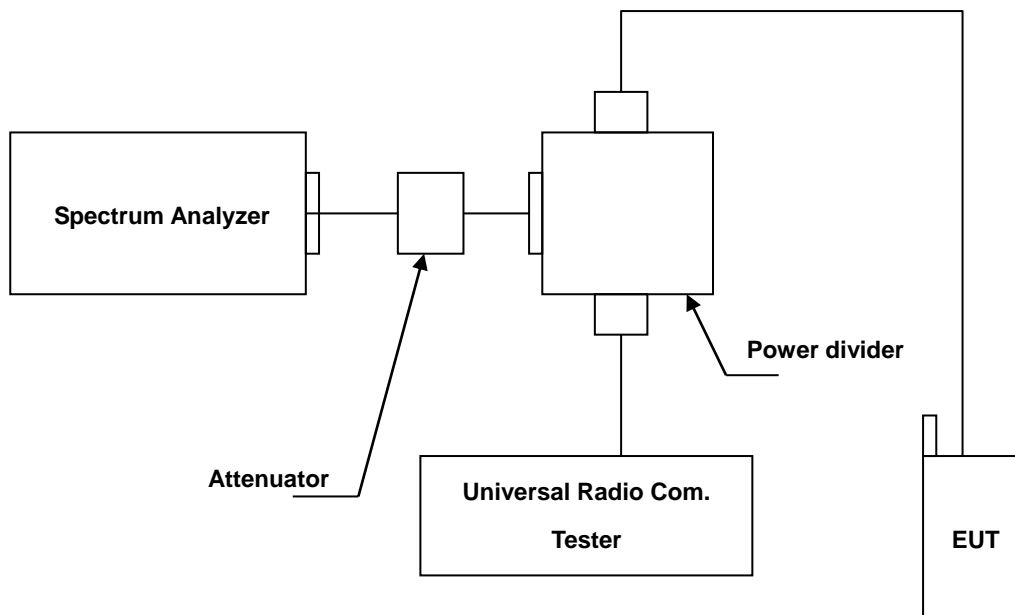 Spectrum Analyzer
Power divider
Attenuator
Universal Radio Com.
Tester
EUT